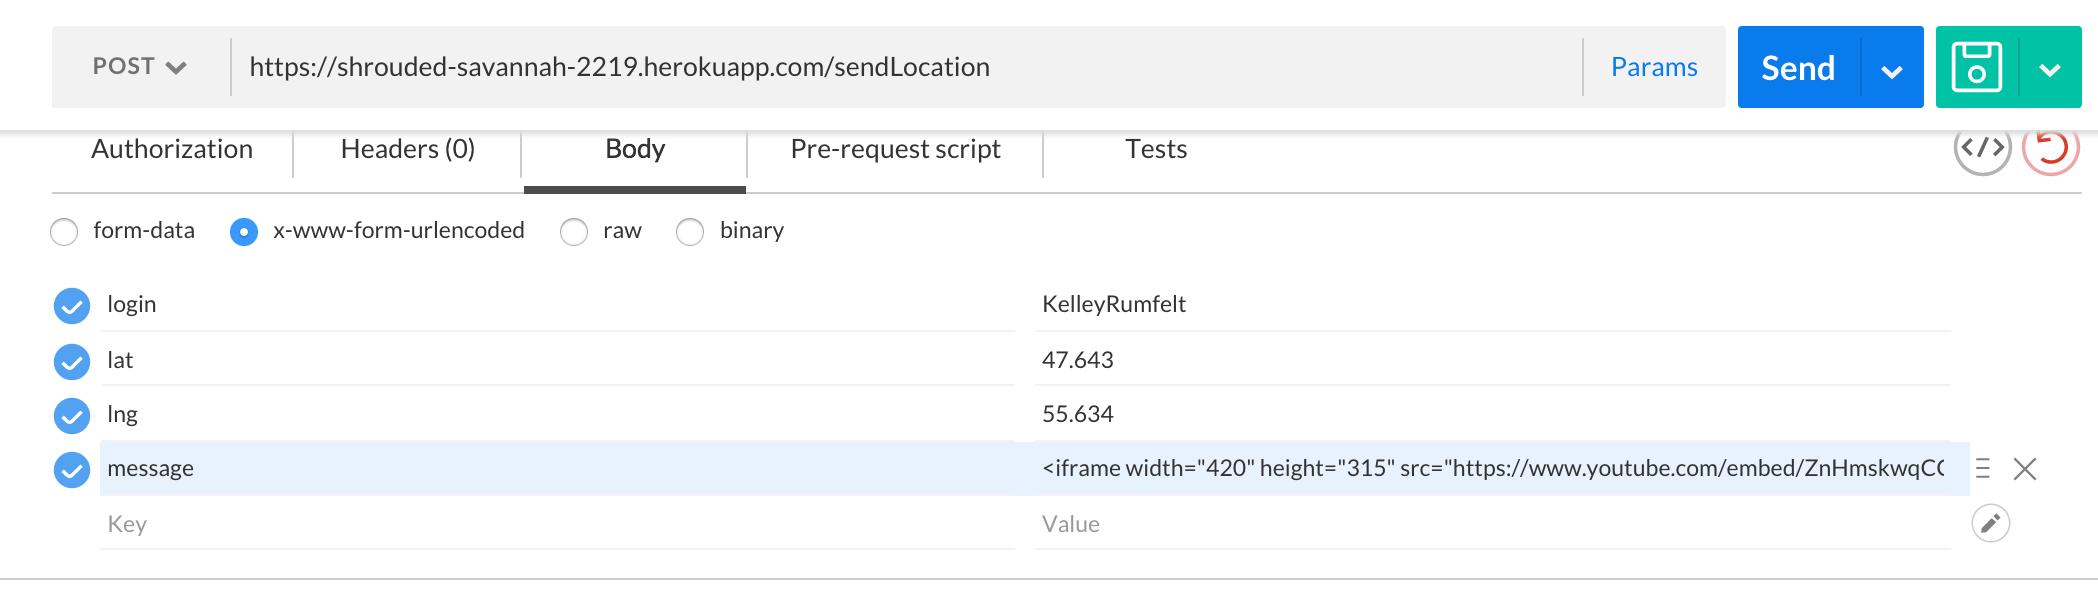 POST https://shrouded-savannah-2219.herokuapp.com/sendLocation Params Send
Authorization Headers (0) Body Pre-request script Tests
form-data x-www-form-urlencoded raw binary
login KelleyRumfelt
lat 47.643
lng 55.634
message <iframe width="420" height="315" src="https://www.youtube.com/embed/ZnHmskwqC
Key Value